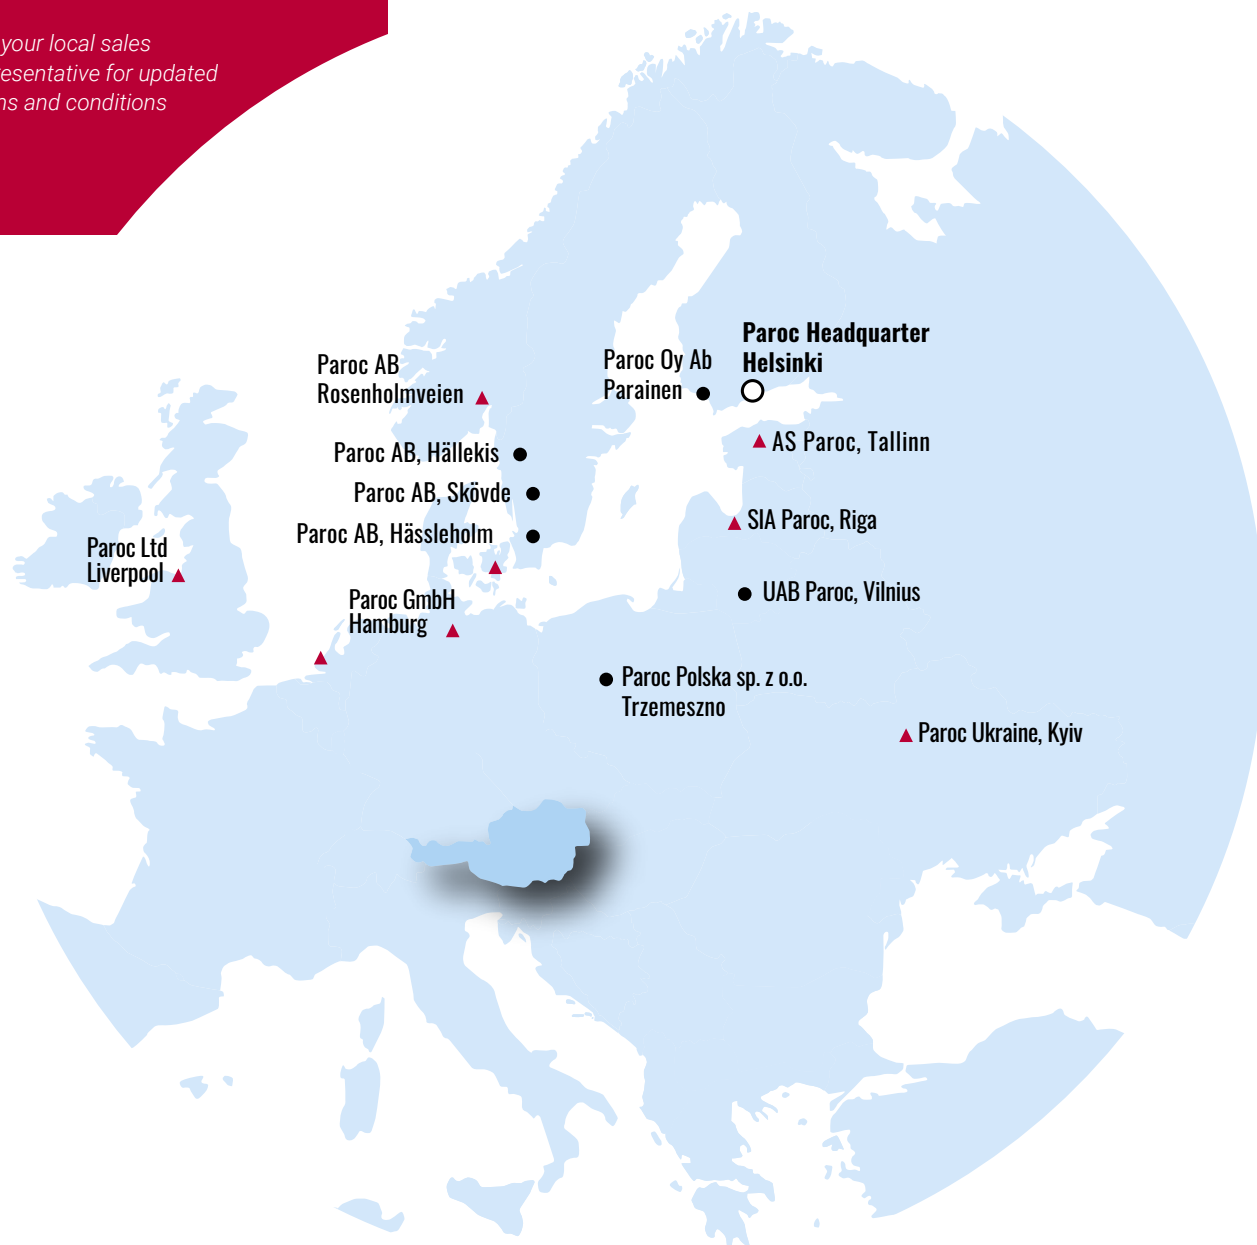 your local sales
esentative for updated
ns and conditions
Paroc Headquarter
Helsinki
Paroc Oy Ab
Parainen
Paroc AB
Rosenholmveien
AS Paroc, Tallinn
Paroc AB, Hällekis
Paroc AB, Skövde
Paroc AB, Hässleholm
SIA Paroc, Riga
Paroc Ltd
Liverpool
UAB Paroc, Vilnius
Paroc GmbH
Hamburg
Paroc Polska sp. z o.o.
Trzemeszno
Paroc Ukraine, Kyiv